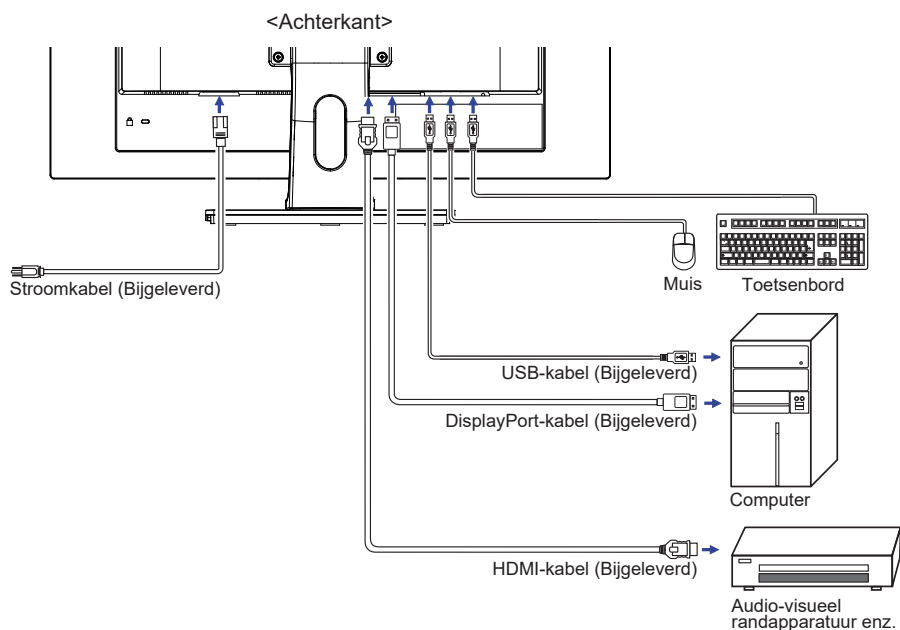 <Achterkant>
Stroomkabel (Bijgeleverd)
Muis
Toetsenbord
USB-kabel (Bijgeleverd)
DisplayPort-kabel (Bijgeleverd)
Computer
HDMI-kabel (Bijgeleverd)
Audio-visueel
randapparatuur enz.